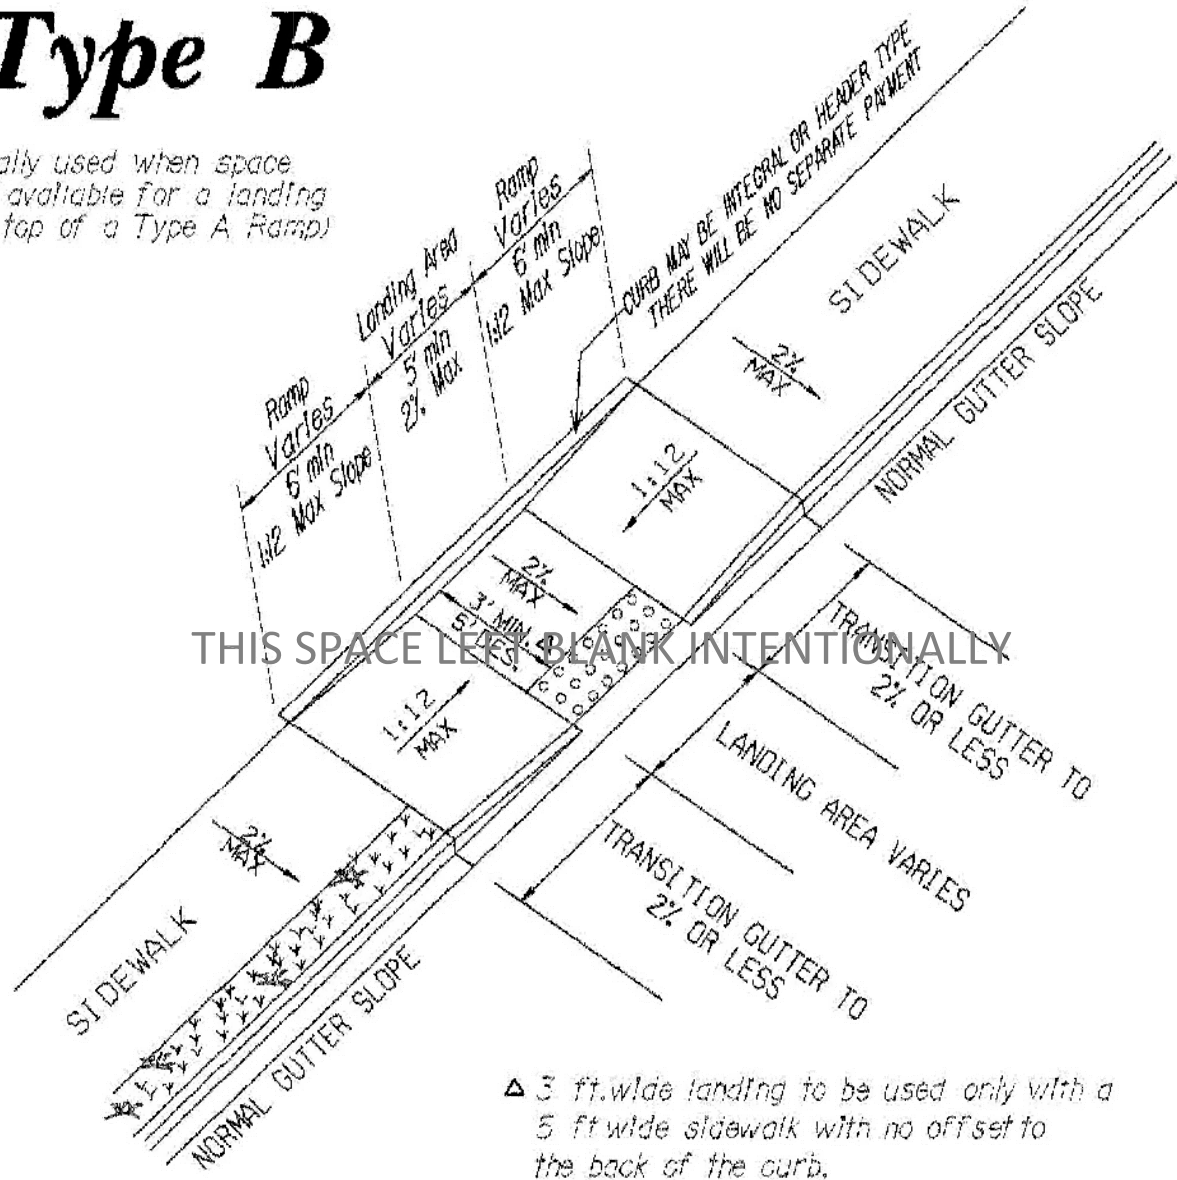 Type B
ally used when space
available for a landing
top of a Type A Ramp)
Ramp
Varies
6' min
1:12 Max Slope
Landing Area
Varies
5' min
2% Max
Ramp
Varies
6' min
1:12 Max Slope
CURB MAY BE INTEGRAL OR HEADER TYPE
THERE WILL BE NO SEPARATE PAYMENT
SIDEWALK
2%
MAX
NORMAL GUTTER SLOPE
1:12
MAX
2%
MAX
3' MIN.
5' DES.
THIS SPACE LEFT BLANK INTENTIONALLY
1:12
MAX
TRANSITION GUTTER TO
2% OR LESS
LANDING AREA VARIES
TRANSITION GUTTER TO
2% OR LESS
2%
MAX
SIDEWALK
NORMAL GUTTER SLOPE
△ 3 ft. wide landing to be used only with a
5 ft wide sidewalk with no offset to
the back of the curb.